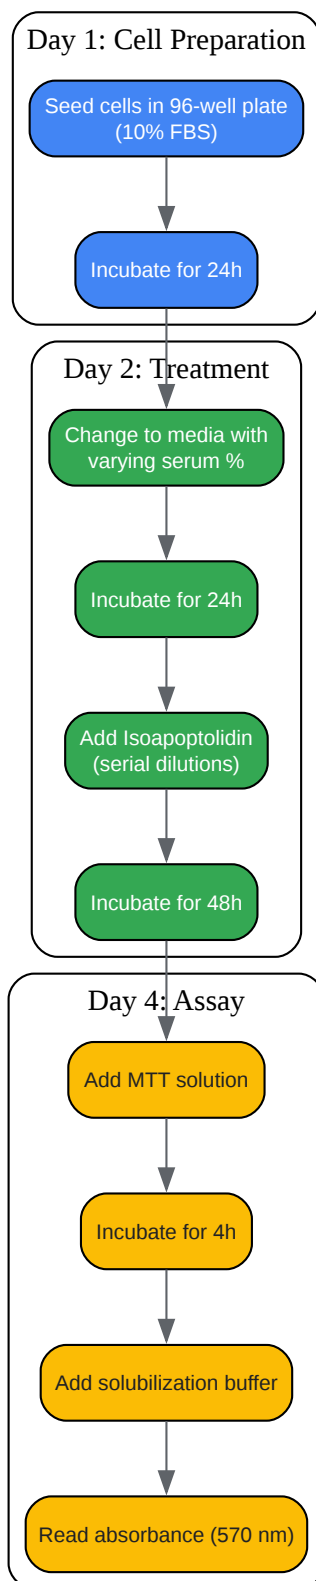 Day 1: Cell Preparation
Seed cells in 96-well plate
(10% FBS)
Incubate for 24h
Day 2: Treatment
Change to media with
varying serum %
Incubate for 24h
Add Isoapoptolidin
(serial dilutions)
Incubate for 48h
Day 4: Assay
Add MTT solution
Incubate for 4h
Add solubilization buffer
Read absorbance (570 nm)